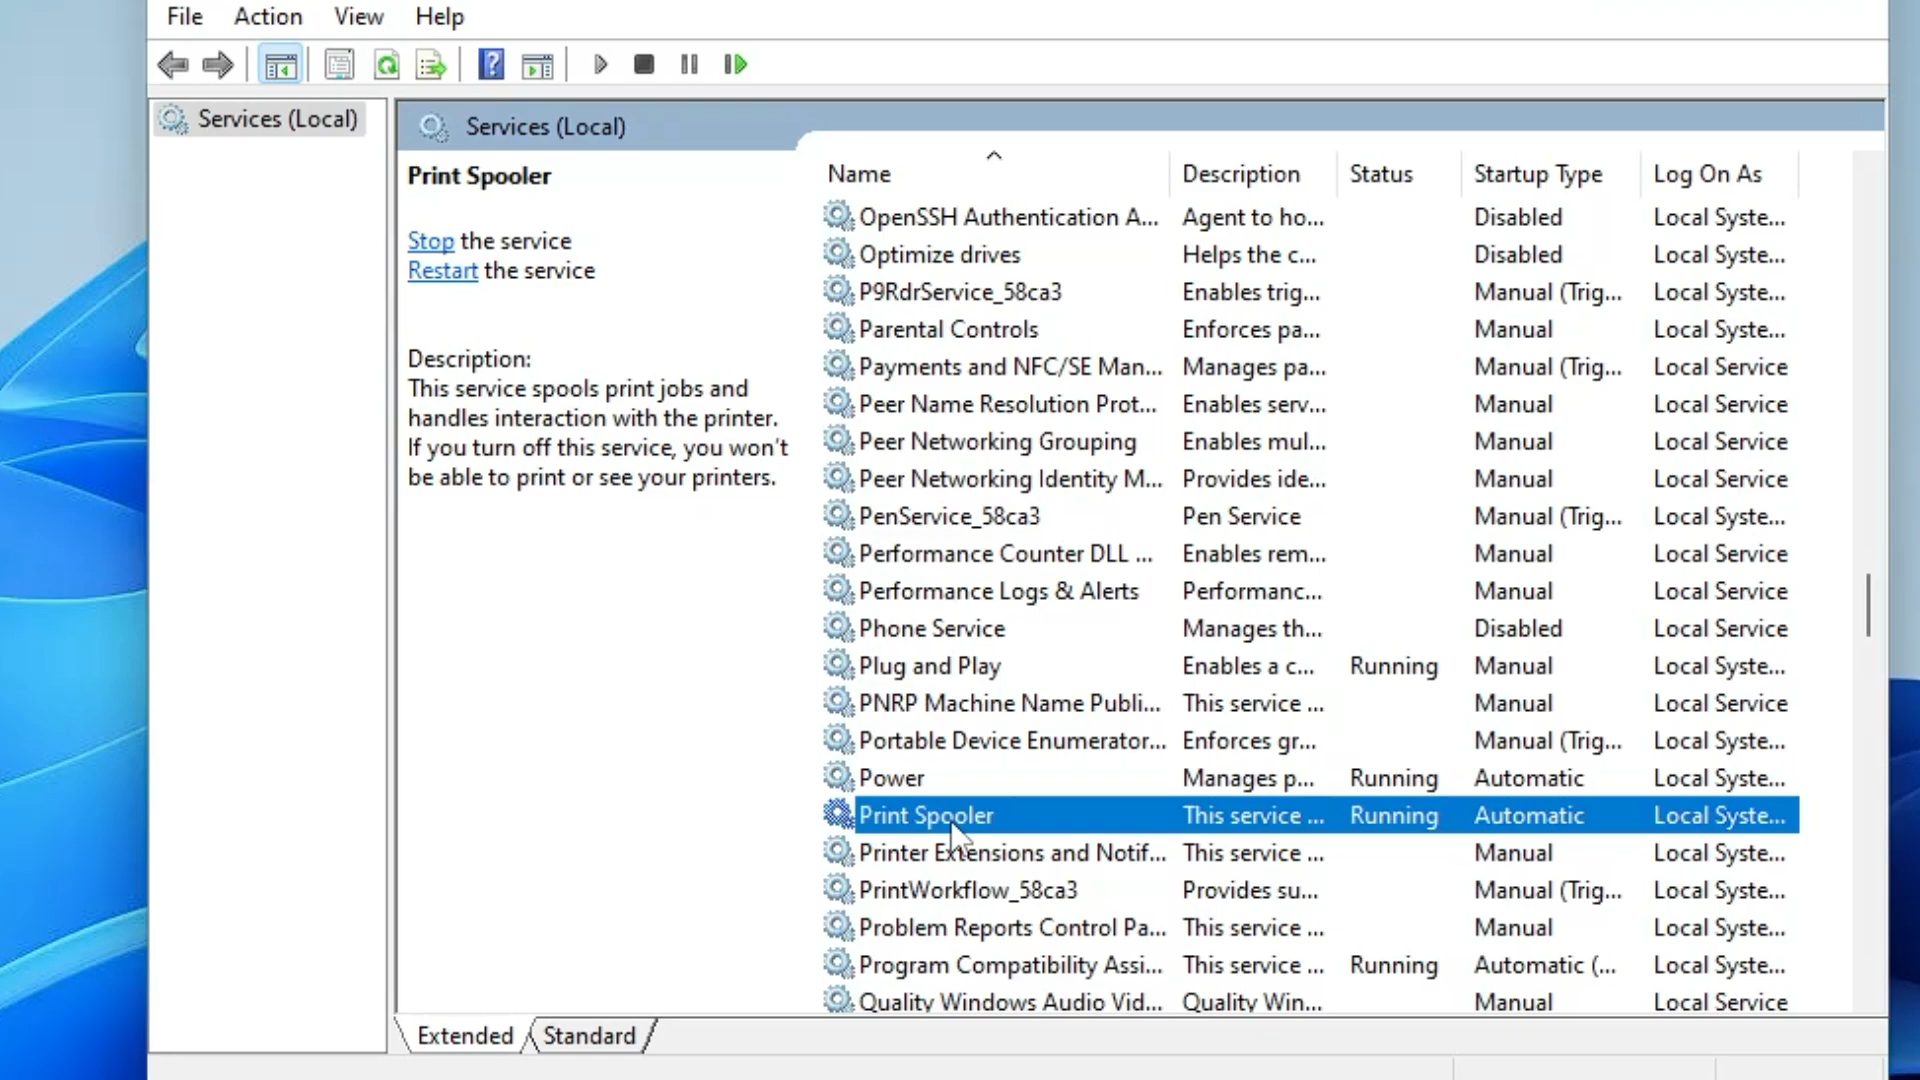 File Action View Help
Services (Local)
Services (Local)
Print Spooler
Stop the service
Restart the service
Description:
This service spools print jobs and
handles interaction with the printer.
If you turn off this service, you won't
be able to print or see your printers.
Name Description Status Startup Type Log On As
OpenSSH Authentication A... Agent to ho... Disabled Local Syste...
Optimize drives Helps the c... Disabled Local Syste...
P9RdrService_58ca3 Enables trig... Manual (Trig... Local Syste...
Parental Controls Enforces pa... Manual Local Syste...
Payments and NFC/SE Man... Manages pa... Manual (Trig... Local Service
Peer Name Resolution Prot... Enables serv... Manual Local Service
Peer Networking Grouping Enables mul... Manual Local Service
Peer Networking Identity M... Provides ide... Manual Local Service
PenService_58ca3 Pen Service Manual (Trig... Local Syste...
Performance Counter DLL ... Enables rem... Manual Local Service
Performance Logs & Alerts Performanc... Manual Local Service
Phone Service Manages th... Disabled Local Service
Plug and Play Enables a c... Running Manual Local Syste...
PNRP Machine Name Publi... This service ... Manual Local Service
Portable Device Enumerator... Enforces gr... Manual (Trig... Local Syste...
Power Manages p... Running Automatic Local Syste...
Print Spooler This service ... Running Automatic Local Syste...
Printer Extensions and Notif... This service ... Manual Local Syste...
PrintWorkflow_58ca3 Provides su... Manual (Trig... Local Syste...
Problem Reports Control Pa... This service ... Manual Local Syste...
Program Compatibility Assi... This service ... Running Automatic (... Local Syste...
Quality Windows Audio Vid... Quality Win... Manual Local Service
Extended Standard